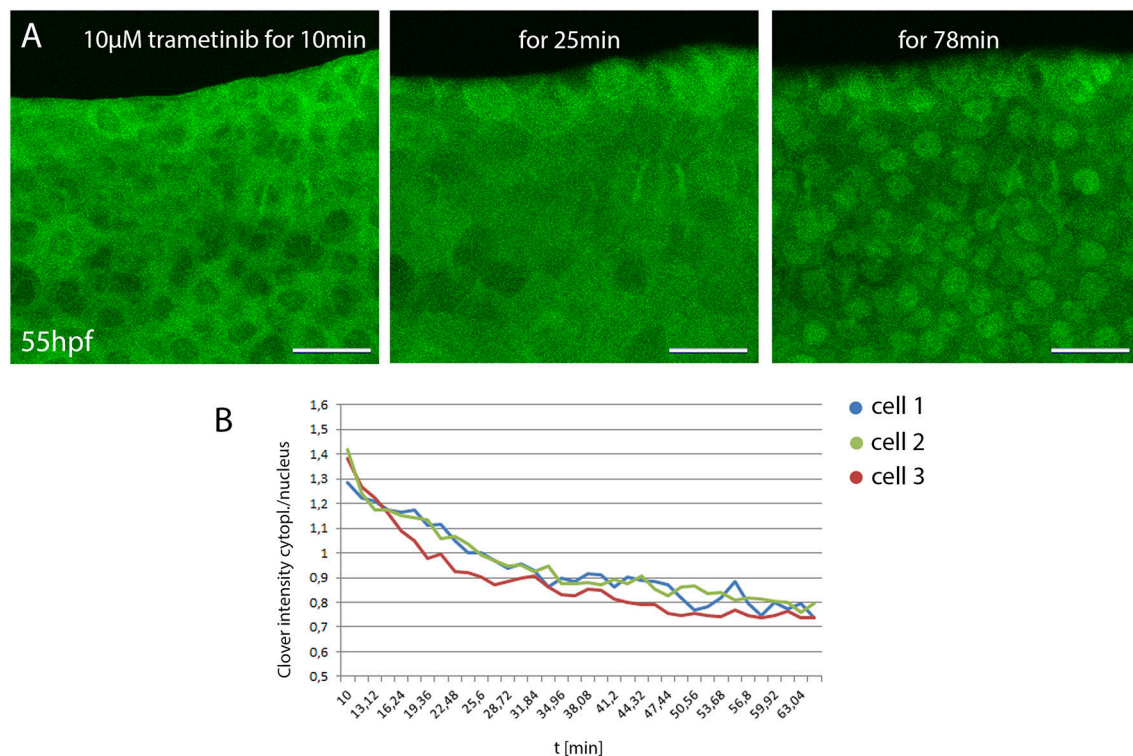 A
10µM trametinib for 10min
for 25min
for 78min
55hpf
B
Clover intensity cytopl./nucleus
1,6
1,5
1,4
1,3
1,2
1,1
1
0,9
0,8
0,7
0,6
0,5
10
13,12
16,24
19,36
22,48
25,6
28,72
31,84
34,96
38,08
41,2
44,32
47,44
50,56
53,68
56,8
59,92
63,04
t [min]
cell 1
cell 2
cell 3